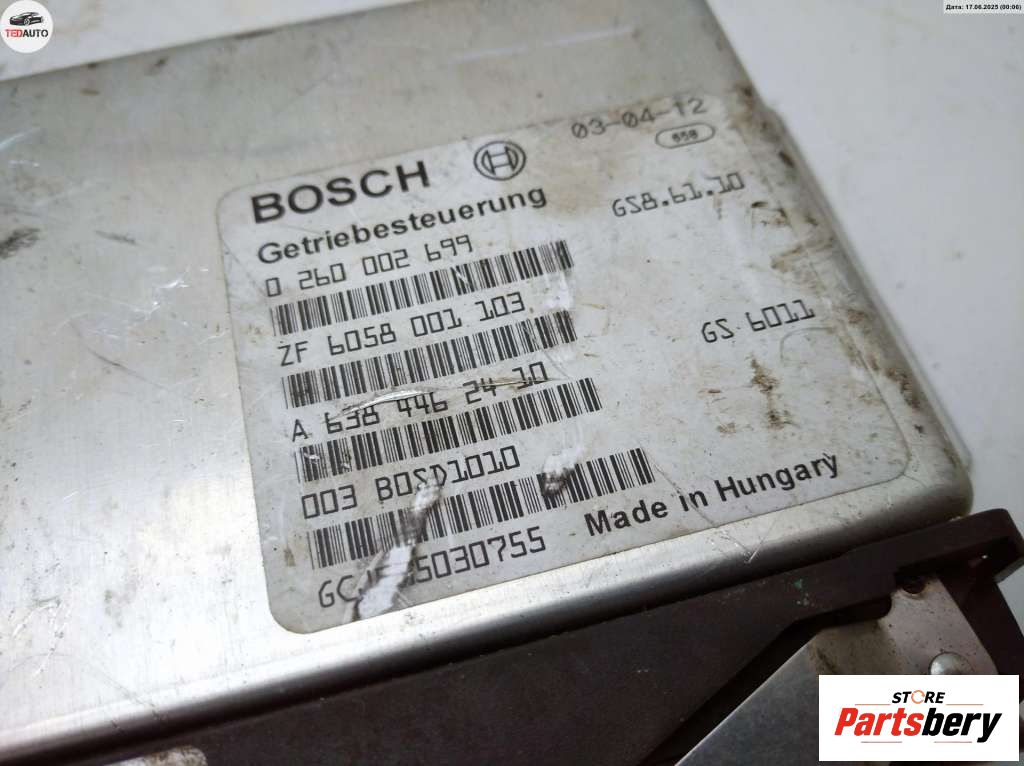 TEDAUTO
Дата: 17.06.2025 (00:06)
03-04-12
BOSCH
Getriebesteuerung
0 260 002 699
GS8.61.10
ZF 6058 001 103
GS 6011
A 638 446 24 10
003 BOSD1010
5030755
Made in Hungary
STORE
Partsbery